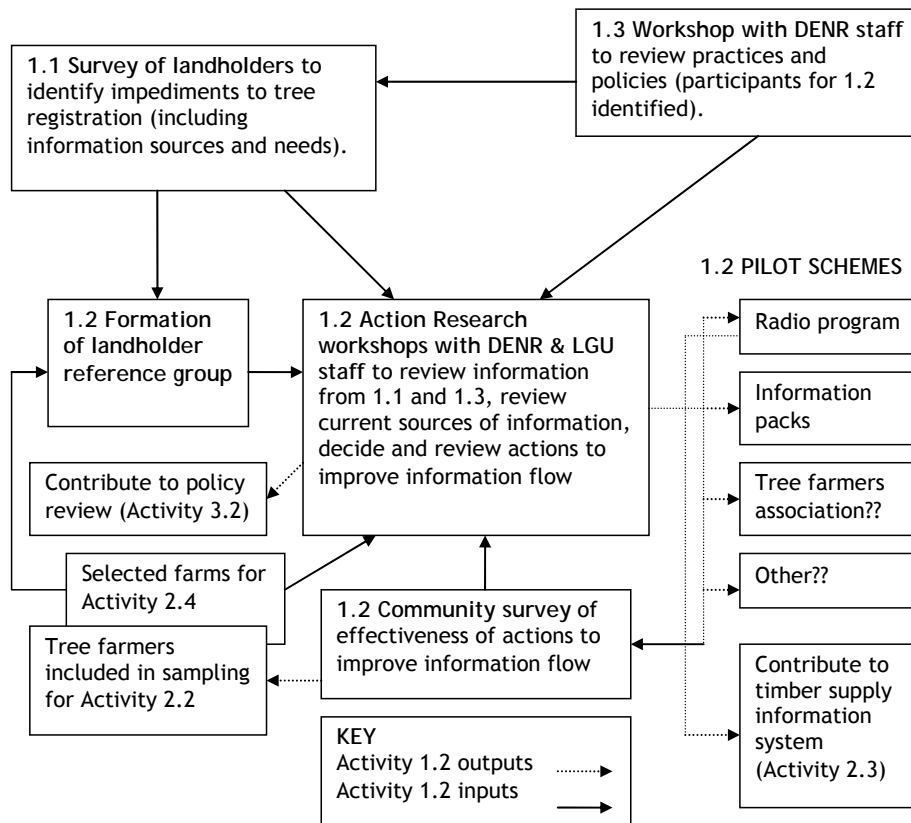 1.3 Workshop with DENR staff
to review practices and
policies (participants for 1.2
identified).
1.1 Survey of landholders to
identify impediments to tree
registration (including
information sources and needs).
1.2 PILOT SCHEMES
1.2 Formation
of landholder
reference group
1.2 Action Research
workshops with DENR & LGU
staff to review information
from 1.1 and 1.3, review
current sources of information,
decide and review actions to
improve information flow
Radio program
Information
packs
Tree farmers
association??
Other??
Contribute to
timber supply
information
system
(Activity 2.3)
Contribute to policy
review (Activity 3.2)
Selected farms for
Activity 2.4
Tree farmers
included in sampling
for Activity 2.2
1.2 Community survey of
effectiveness of actions to
improve information flow
KEY
Activity 1.2 outputs
Activity 1.2 inputs